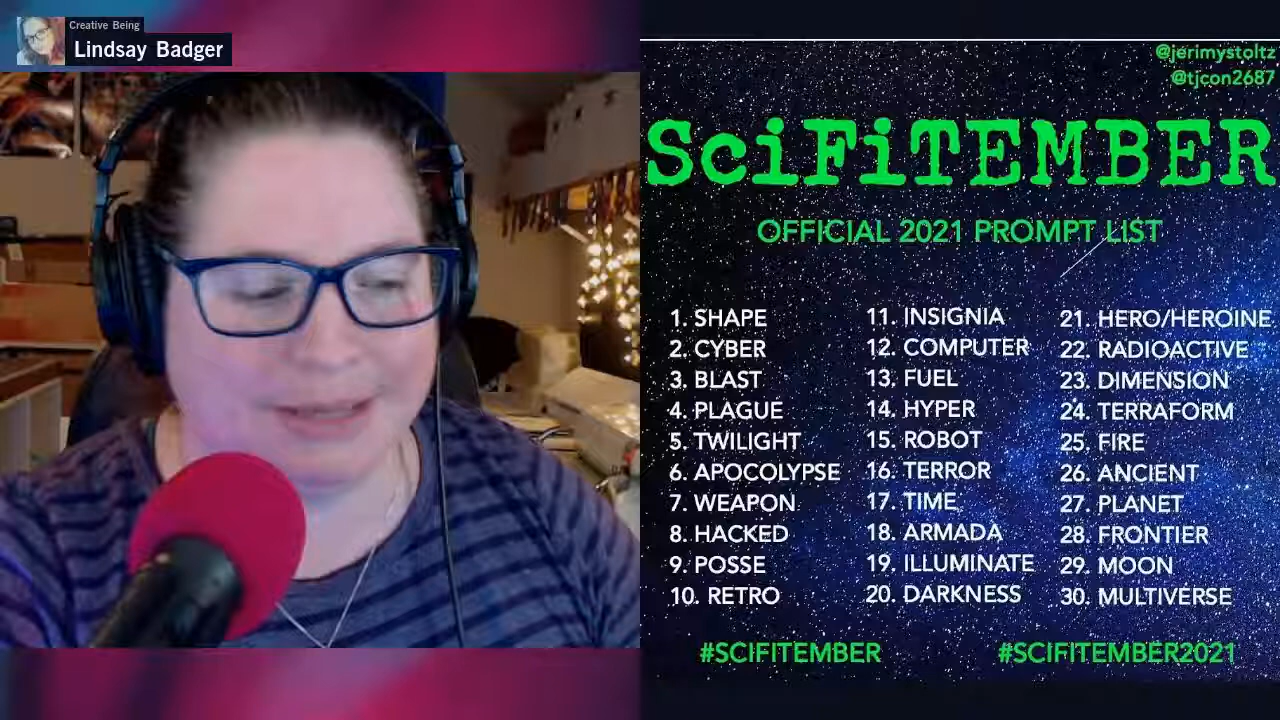 Creative Being
Lindsay Badger
@jerimystoltz
@tjcon2687
SciFiTEMBER
OFFICIAL 2021 PROMPT LIST
1. SHAPE
2. CYBER
3. BLAST
4. PLAGUE
5. TWILIGHT
6. APOCOLYPSE
7. WEAPON
8. HACKED
9. POSSE
10. RETRO
11. INSIGNIA
12. COMPUTER
13. FUEL
14. HYPER
15. ROBOT
16. TERROR
17. TIME
18. ARMADA
19. ILLUMINATE
20. DARKNESS
21. HERO/HEROINE
22. RADIOACTIVE
23. DIMENSION
24. TERRAFORM
25. FIRE
26. ANCIENT
27. PLANET
28. FRONTIER
29. MOON
30. MULTIVERSE
#SCIFITEMBER
#SCIFITEMBER2021